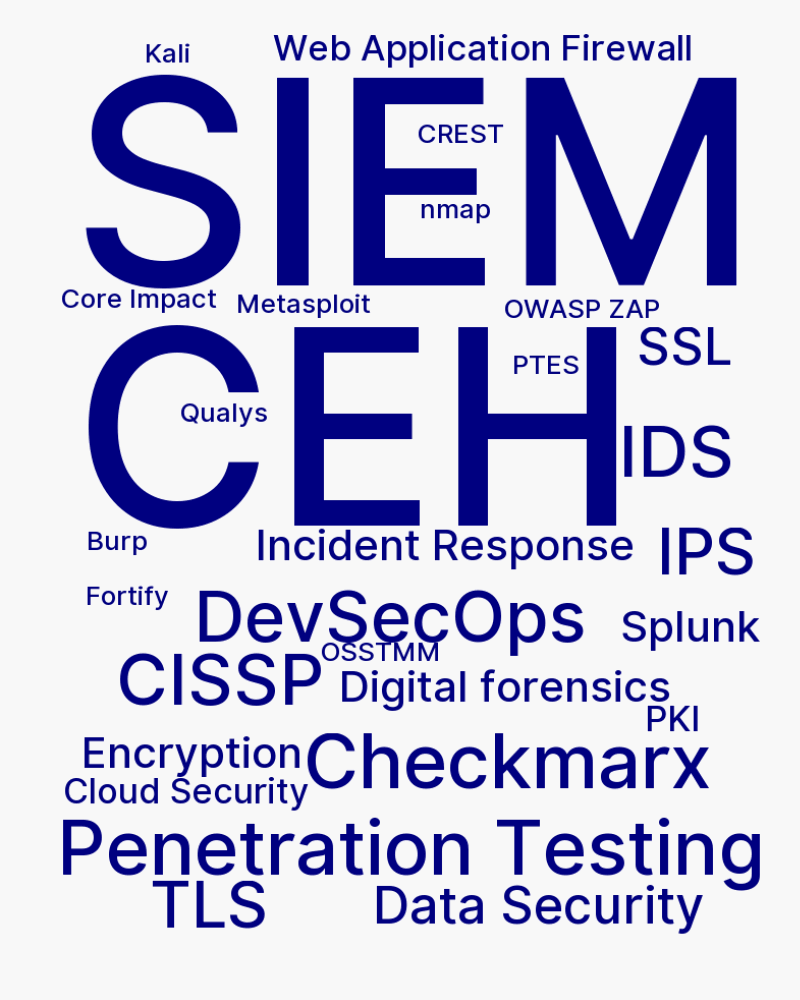 Kali
Web Application Firewall
SIEM
CREST
nmap
Core Impact
Metasploit
OWASP ZAP
CEH
SSL
PTES
Qualys
IDS
Burp
Incident Response
IPS
Fortify
DevSecOps
Splunk
OSSTMM
CISSP
Digital forensics
PKI
Encryption
Checkmarx
Cloud Security
Penetration Testing
TLS
Data Security